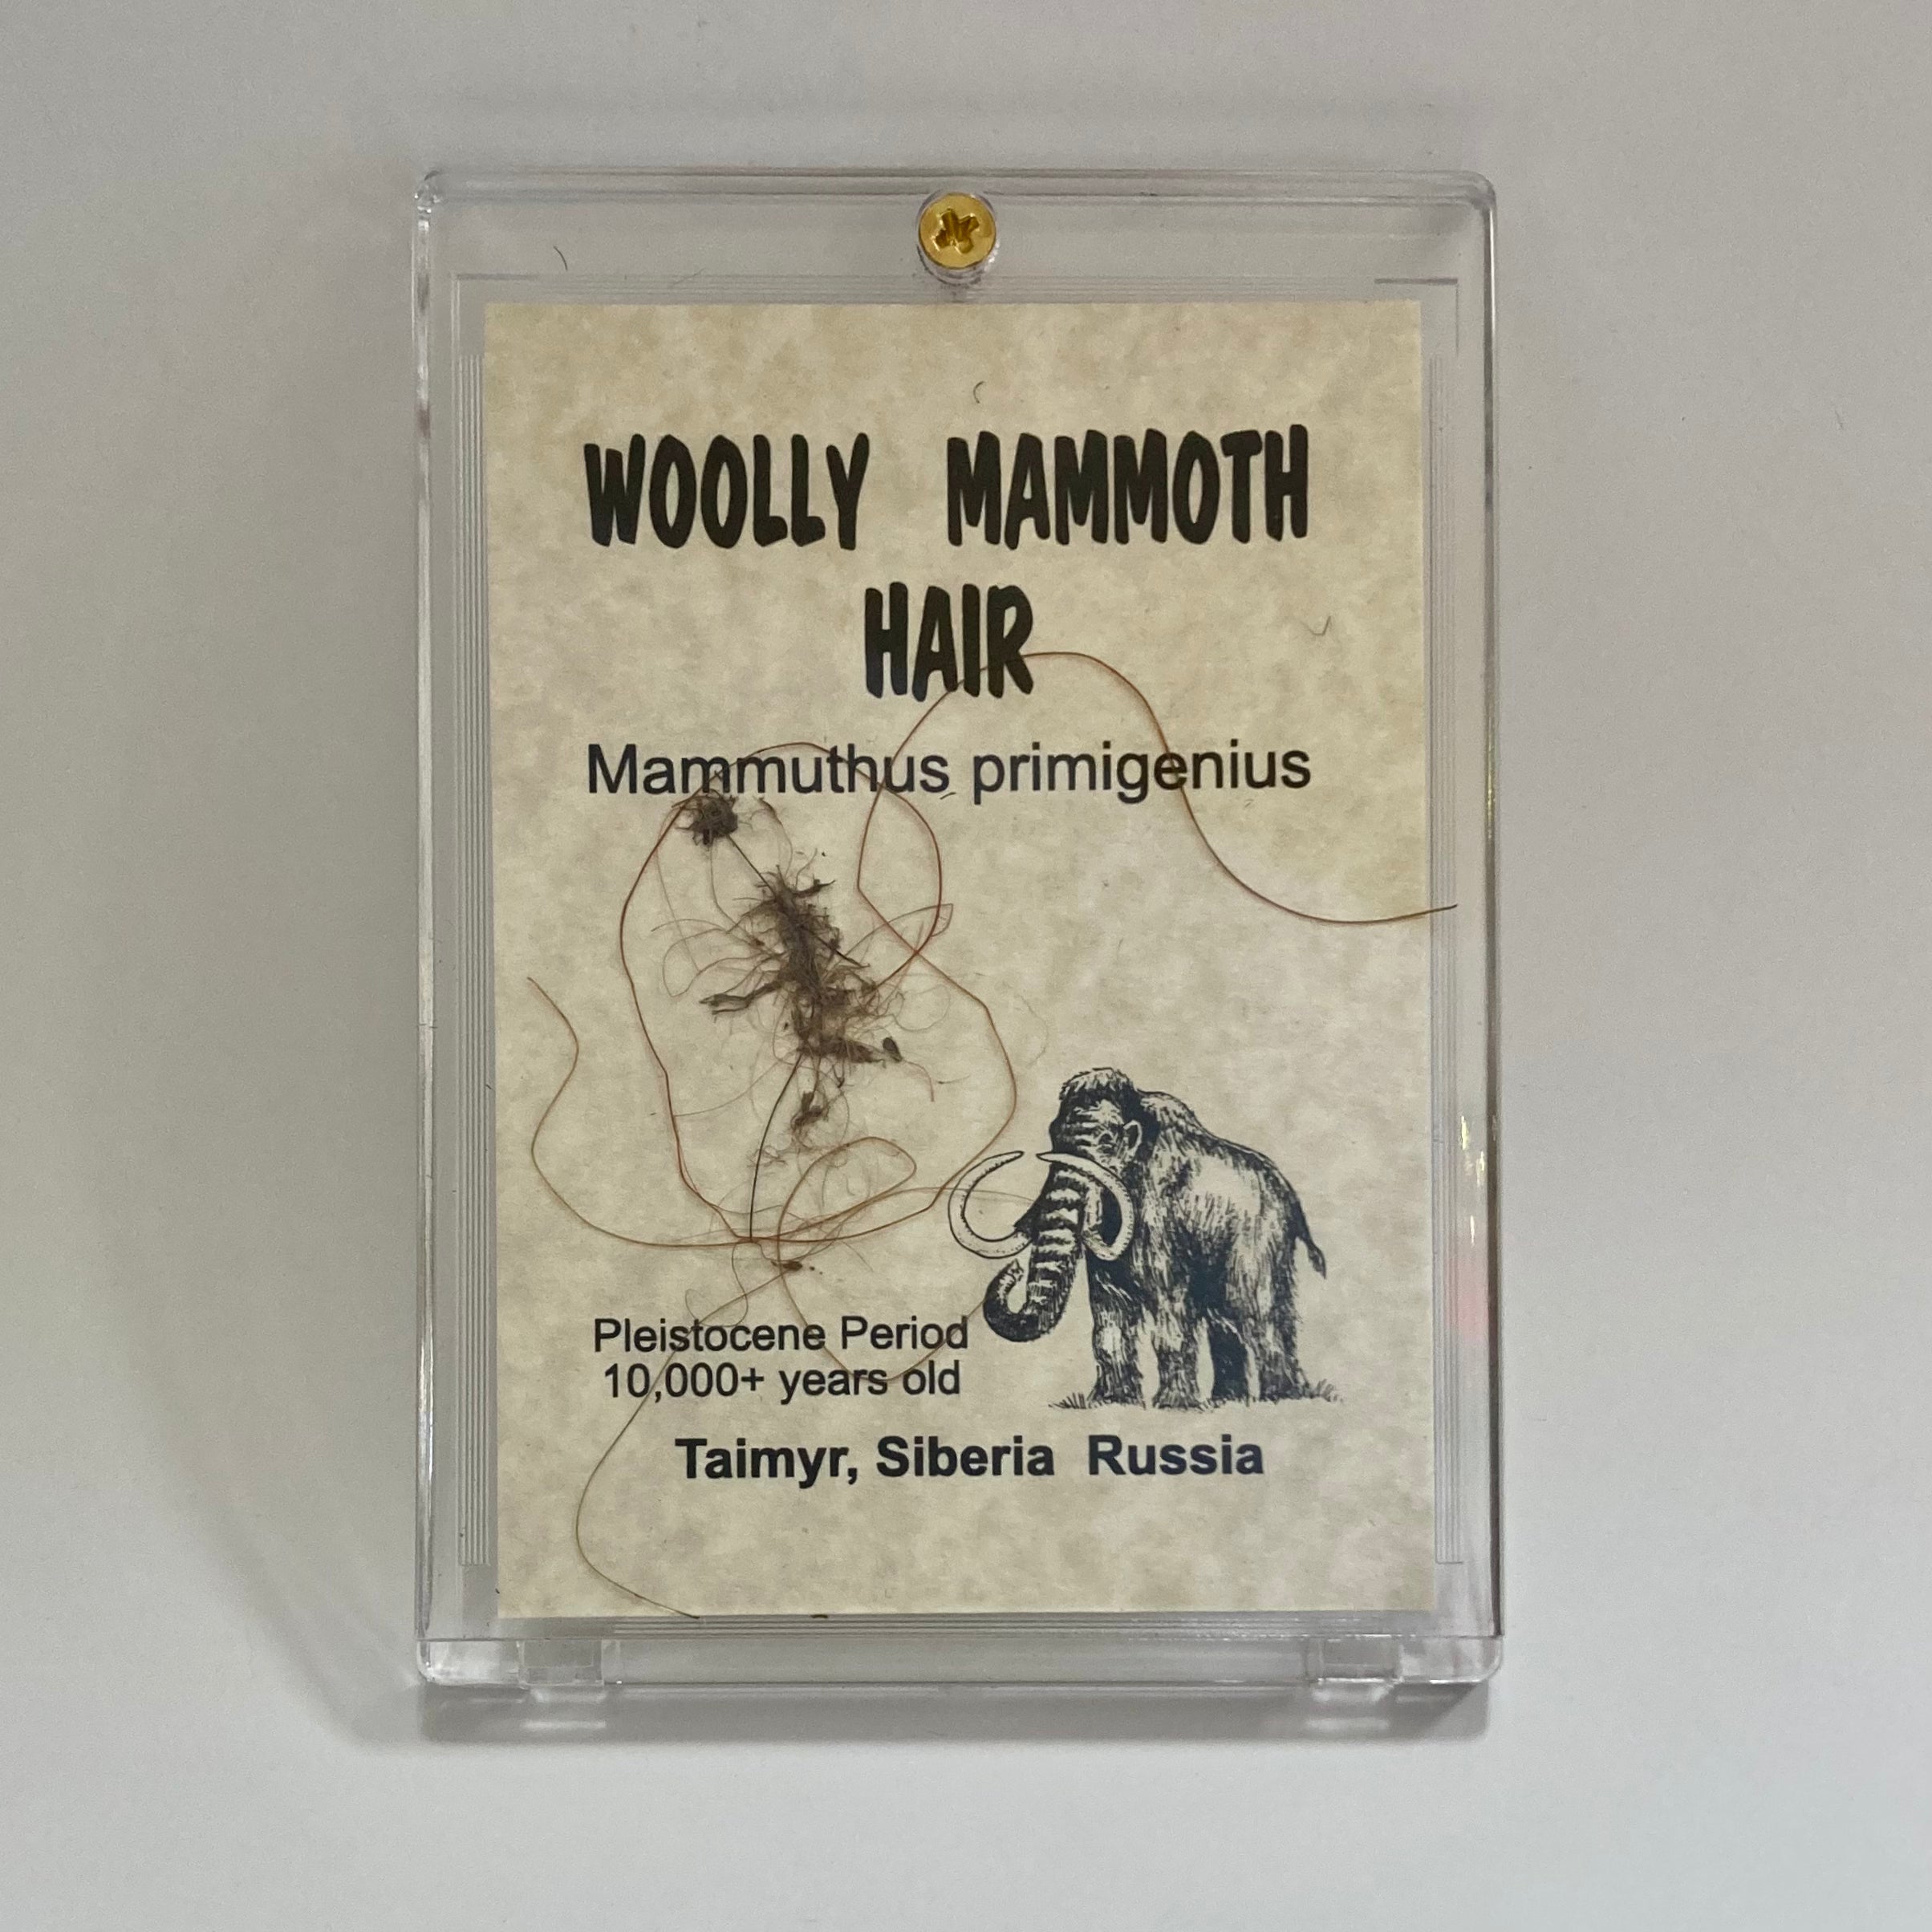 WOOLLY MAMMOTH
HAIR
Mammuthus primigenius
Pleistocene Period
10,000+ years old
Taimyr, Siberia Russia